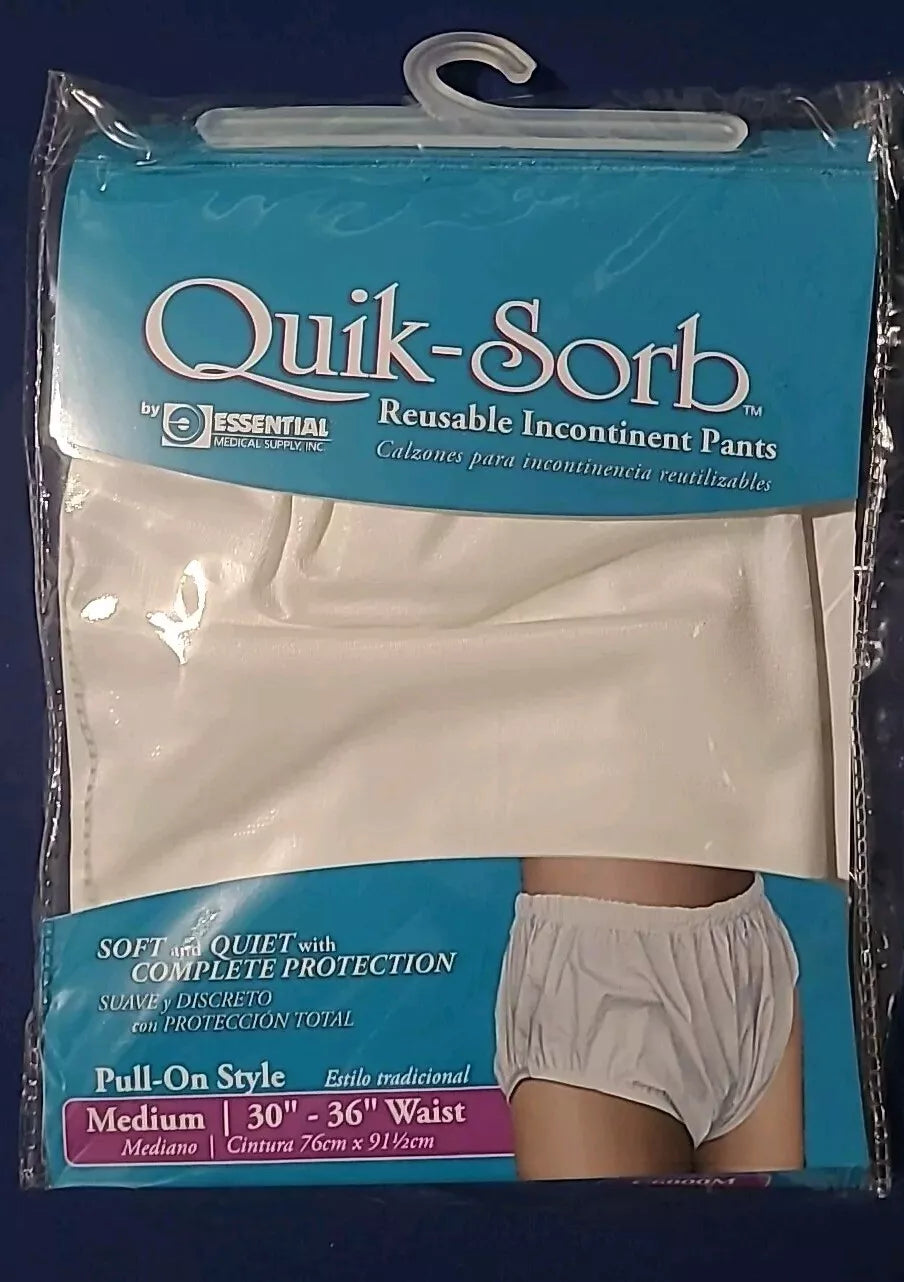 Quik-Sorb™
by ESSENTIAL
MEDICAL SUPPLY, INC.
Reusable Incontinent Pants
Calzones para incontinencia reutilizables
SOFT and QUIET with
COMPLETE PROTECTION
SUAVE y DISCRETO
con PROTECCIÓN TOTAL
Pull-On Style Estilo tradicional
Medium | 30" - 36" Waist
Mediano | Cintura 76cm x 91½cm